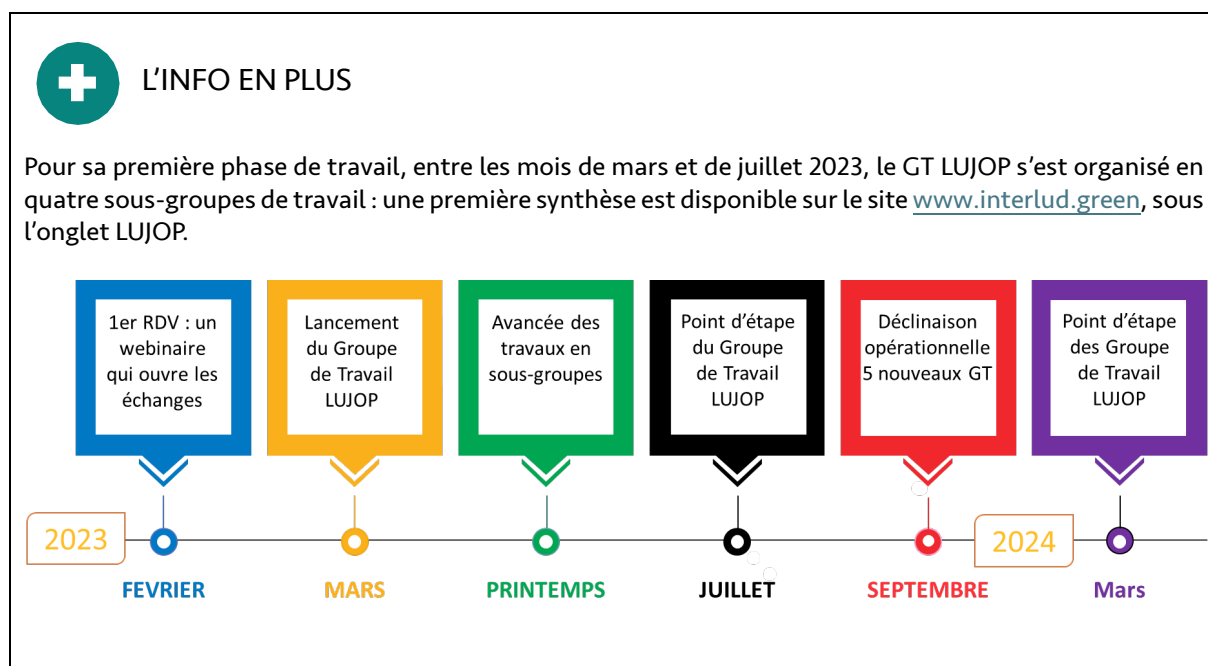 L'INFO EN PLUS
Pour sa première phase de travail, entre les mois de mars et de juillet 2023, le GT LUJOP s'est organisé en
quatre sous-groupes de travail : une première synthèse est disponible sur le site www.interlud.green, sous
l'onglet LUJOP.
1er RDV : un
webinaire
qui ouvre les
échanges
Lancement
du Groupe
de Travail
LUJOP
Avancée des
travaux en
sous-groupes
Point d'étape
du Groupe
de Travail
LUJOP
Déclinaison
opérationnelle
5 nouveaux GT
Point d'étape
des Groupe
de Travail
LUJOP
2023
2024
FEVRIER
MARS
PRINTEMPS
JUILLET
SEPTEMBRE
Mars